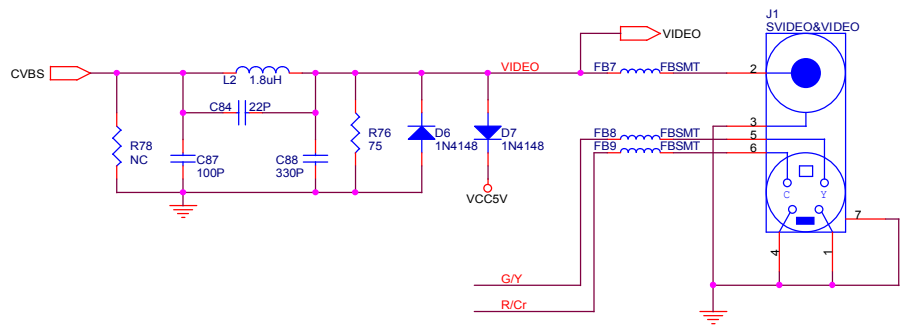 J1
SVIDEO&VIDEO
VIDEO
CVBS
L2 1.8uH
VIDEO
FB7 FBSMT
2
C84 22P
3
R78
NC
C87
100P
C88
330P
R76
75
D6
1N4148
D7
1N4148
FB8 FBSMT
5
FB9 FBSMT
6
VCC5V
C Y
7
4
1
G/Y
R/Cr